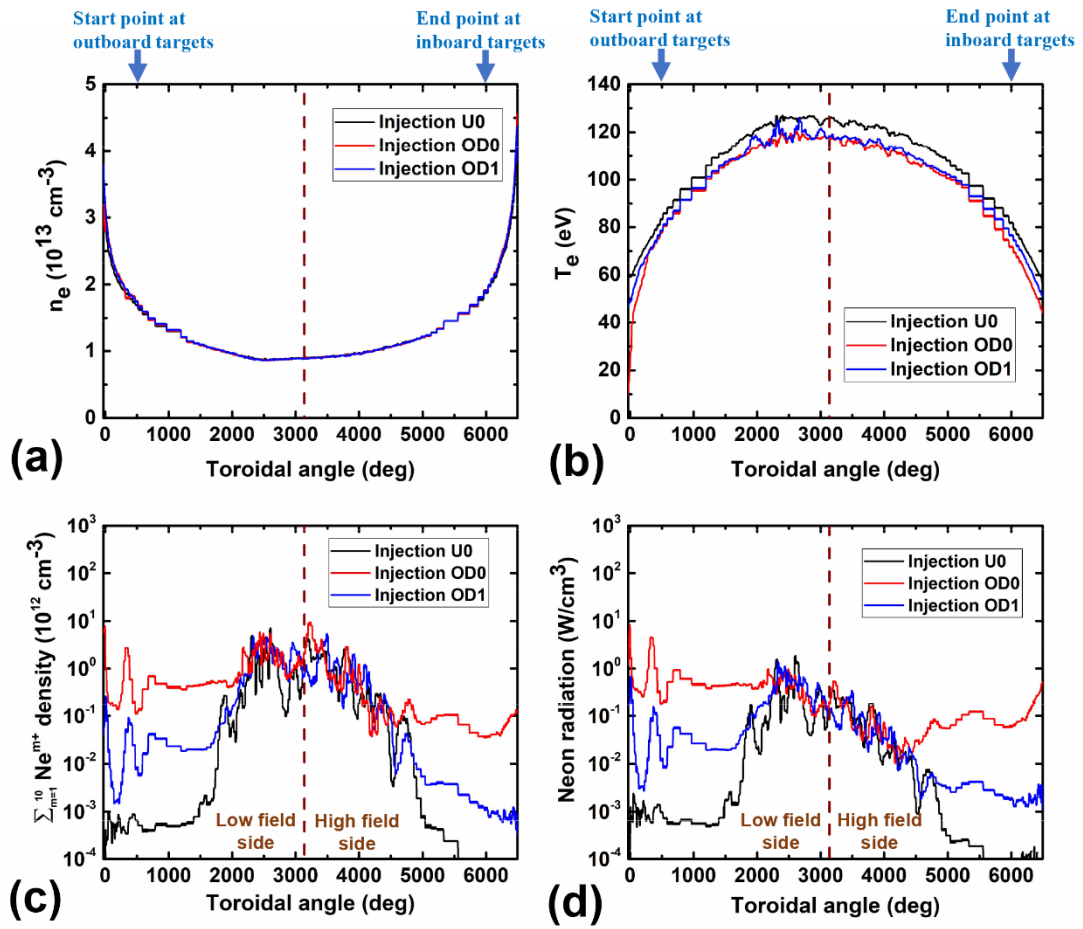 Start point at
outboard targets
End point at
inboard targets
Start point at
outboard targets
End point at
inboard targets
5
4
3
2
1
0
n_e (10^13 cm^-3)
Injection U0
Injection OD0
Injection OD1
0 1000 2000 3000 4000 5000 6000
Toroidal angle (deg)
(a)
140
120
100
80
60
40
20
0
T_e (eV)
Injection U0
Injection OD0
Injection OD1
0 1000 2000 3000 4000 5000 6000
Toroidal angle (deg)
(b)
10^3
10^2
10^1
10^0
10^-1
10^-2
10^-3
10^-4
∑_{m=1}^{10} Ne^{m+} density (10^12 cm^-3)
Injection U0
Injection OD0
Injection OD1
Low field
side
High field
side
0 1000 2000 3000 4000 5000 6000
Toroidal angle (deg)
(c)
10^3
10^2
10^1
10^0
10^-1
10^-2
10^-3
10^-4
Neon radiation (W/cm^3)
Injection U0
Injection OD0
Injection OD1
Low field
side
High field
side
0 1000 2000 3000 4000 5000 6000
Toroidal angle (deg)
(d)